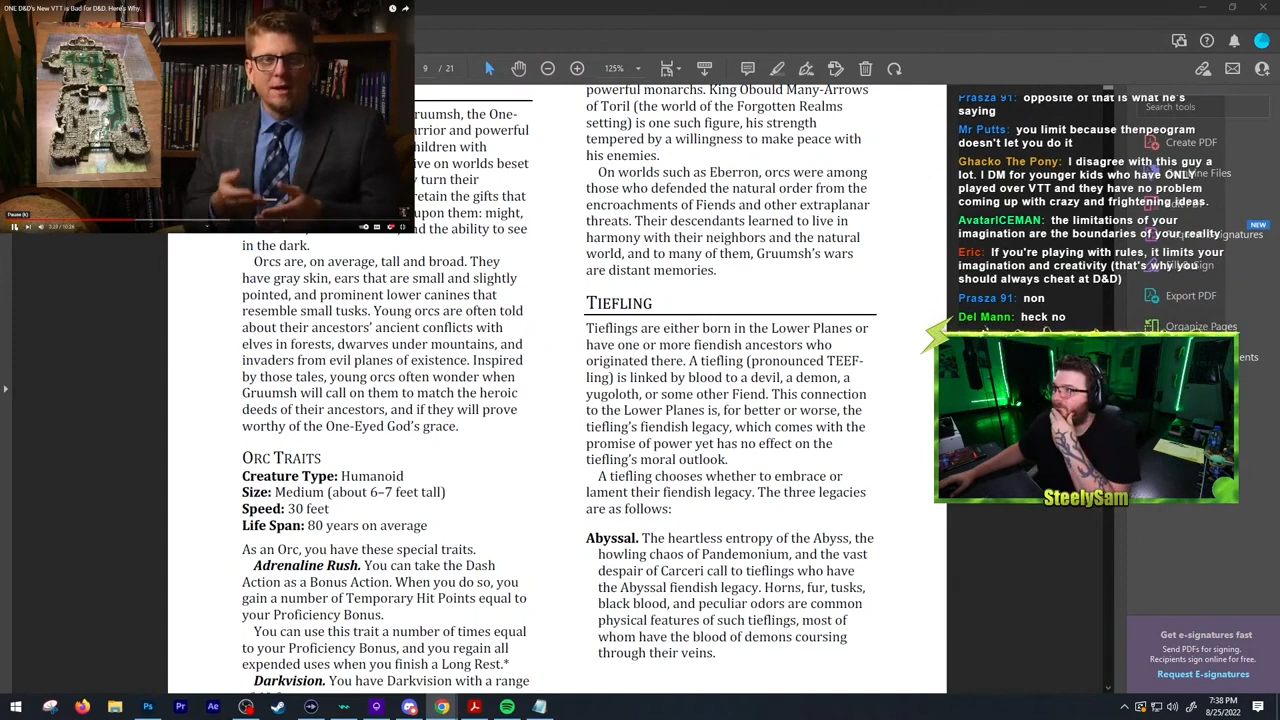 ONE D&D's New VTT is Bad for D&D. Here's Why.
Pause (k)
9 / 21
125%
ruumsh, the One-
arrior and powerful
hildren with
ive on worlds beset
y turn their
retain the gifts that
upon them: might,
nd the ability to see
in the dark.
Orcs are, on average, tall and broad. They
have gray skin, ears that are small and slightly
pointed, and prominent lower canines that
resemble small tusks. Young orcs are often told
about their ancestors' ancient conflicts with
elves in forests, dwarves under mountains, and
invaders from evil planes of existence. Inspired
by those tales, young orcs often wonder when
Gruumsh will call on them to match the heroic
deeds of their ancestors, and if they will prove
worthy of the One-Eyed God's grace.
ORC TRAITS
Creature Type: Humanoid
Size: Medium (about 6–7 feet tall)
Speed: 30 feet
Life Span: 80 years on average
As an Orc, you have these special traits.
Adrenaline Rush. You can take the Dash
Action as a Bonus Action. When you do so, you
gain a number of Temporary Hit Points equal to
your Proficiency Bonus.
You can use this trait a number of times equal
to your Proficiency Bonus, and you regain all
expended uses when you finish a Long Rest.*
Darkvision. You have Darkvision with a range
powerful monarchs. King Obould Many-Arrows
of Toril (the world of the Forgotten Realms
setting) is one such figure, his strength
tempered by a willingness to make peace with
his enemies.
On worlds such as Eberron, orcs were among
those who defended the natural order from the
encroachments of Fiends and other extraplanar
threats. Their descendants learned to live in
harmony with their neighbors and the natural
world, and to many of them, Gruumsh's wars
are distant memories.
TIEFLING
Tieflings are either born in the Lower Planes or
have one or more fiendish ancestors who
originated there. A tiefling (pronounced TEEF-
ling) is linked by blood to a devil, a demon, a
yugoloth, or some other Fiend. This connection
to the Lower Planes is, for better or worse, the
tiefling's fiendish legacy, which comes with the
promise of power yet has no effect on the
tiefling's moral outlook.
A tiefling chooses whether to embrace or
lament their fiendish legacy. The three legacies
are as follows:
Abyssal. The heartless entropy of the Abyss, the
howling chaos of Pandemonium, and the vast
despair of Carceri call to tieflings who have
the Abyssal fiendish legacy. Horns, fur, tusks,
black blood, and peculiar odors are common
physical features of such tieflings, most of
whom have the blood of demons coursing
through their veins.
Prasza 91: opposite of that is what he's
saying
Mr Putts: you limit because thenpeogram
doesn't let you do it
Ghacko The Pony: I disagree with this guy a
lot. I DM for younger kids who have ONLY
played over VTT and they have no problem
coming up with crazy and frightening ideas.
AvatarICEMAN: the limitations of your
imagination are the boundaries of your reality
Eric: If you're playing with rules, it limits your
imagination and creativity (that's why you
should always cheat at D&D)
Prasza 91: non
Del Mann: heck no
SteelySam
Search tools
Create PDF
Export PDF
Organize Pages
NEW
Get e-signatures fast
Send PDFs for signing.
Recipients sign online for free.
Request E-signatures
7:38 PM
8/25/2022